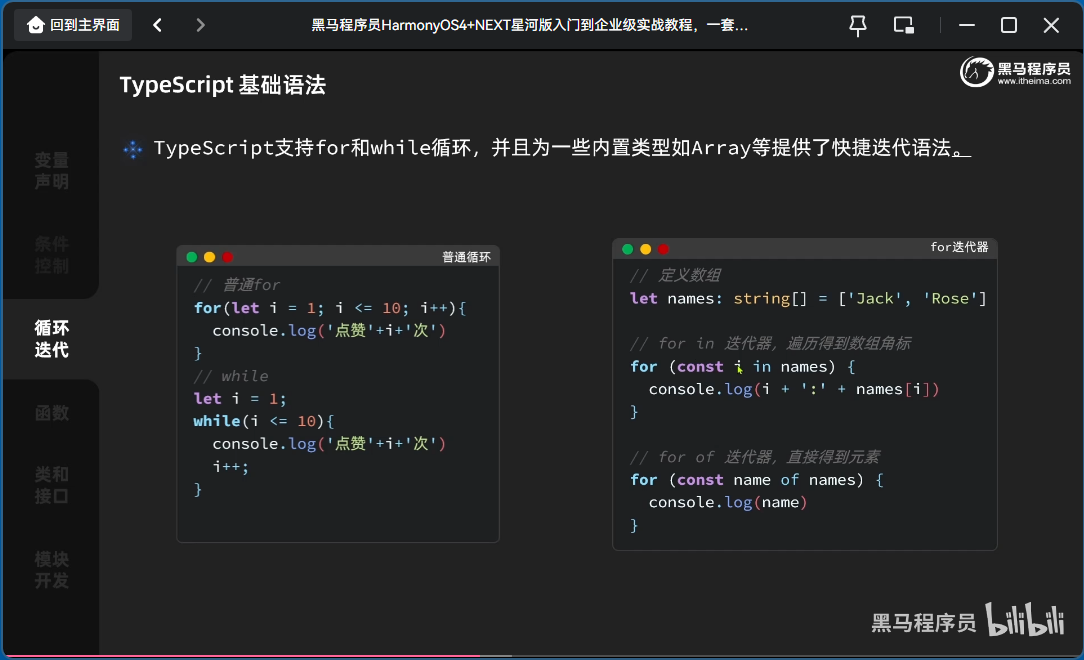 回到主界面
黑马程序员HarmonyOS4+NEXT星河版入门到企业级实战教程，一套...
TypeScript 基础语法
黑马程序员
www.itheima.com
TypeScript支持for和while循环，并且为一些内置类型如Array等提供了快捷迭代语法。
变量
声明
条件
控制
循环
迭代
函数
类和
接口
模块
开发
普通循环
// 普通for
for(let i = 1; i <= 10; i++){
  console.log('点赞'+i+'次')
}
// while
let i = 1;
while(i <= 10){
  console.log('点赞'+i+'次')
  i++;
}
for迭代器
// 定义数组
let names: string[] = ['Jack', 'Rose']
// for in 迭代器，遍历得到数组角标
for (const i in names) {
  console.log(i + ':' + names[i])
}
// for of 迭代器，直接得到元素
for (const name of names) {
  console.log(name)
}
黑马程序员 bilibili